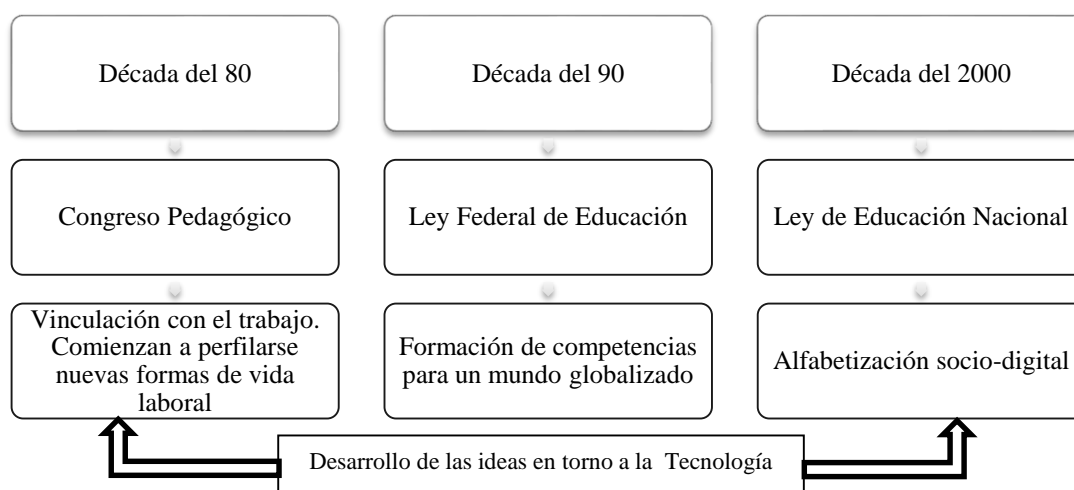 Década del 80
Década del 90
Década del 2000
Congreso Pedagógico
Ley Federal de Educación
Ley de Educación Nacional
Vinculación con el trabajo.
Comienzan a perfilarse
nuevas formas de vida
laboral
Formación de competencias
para un mundo globalizado
Alfabetización socio-digital
Desarrollo de las ideas en torno a la Tecnología